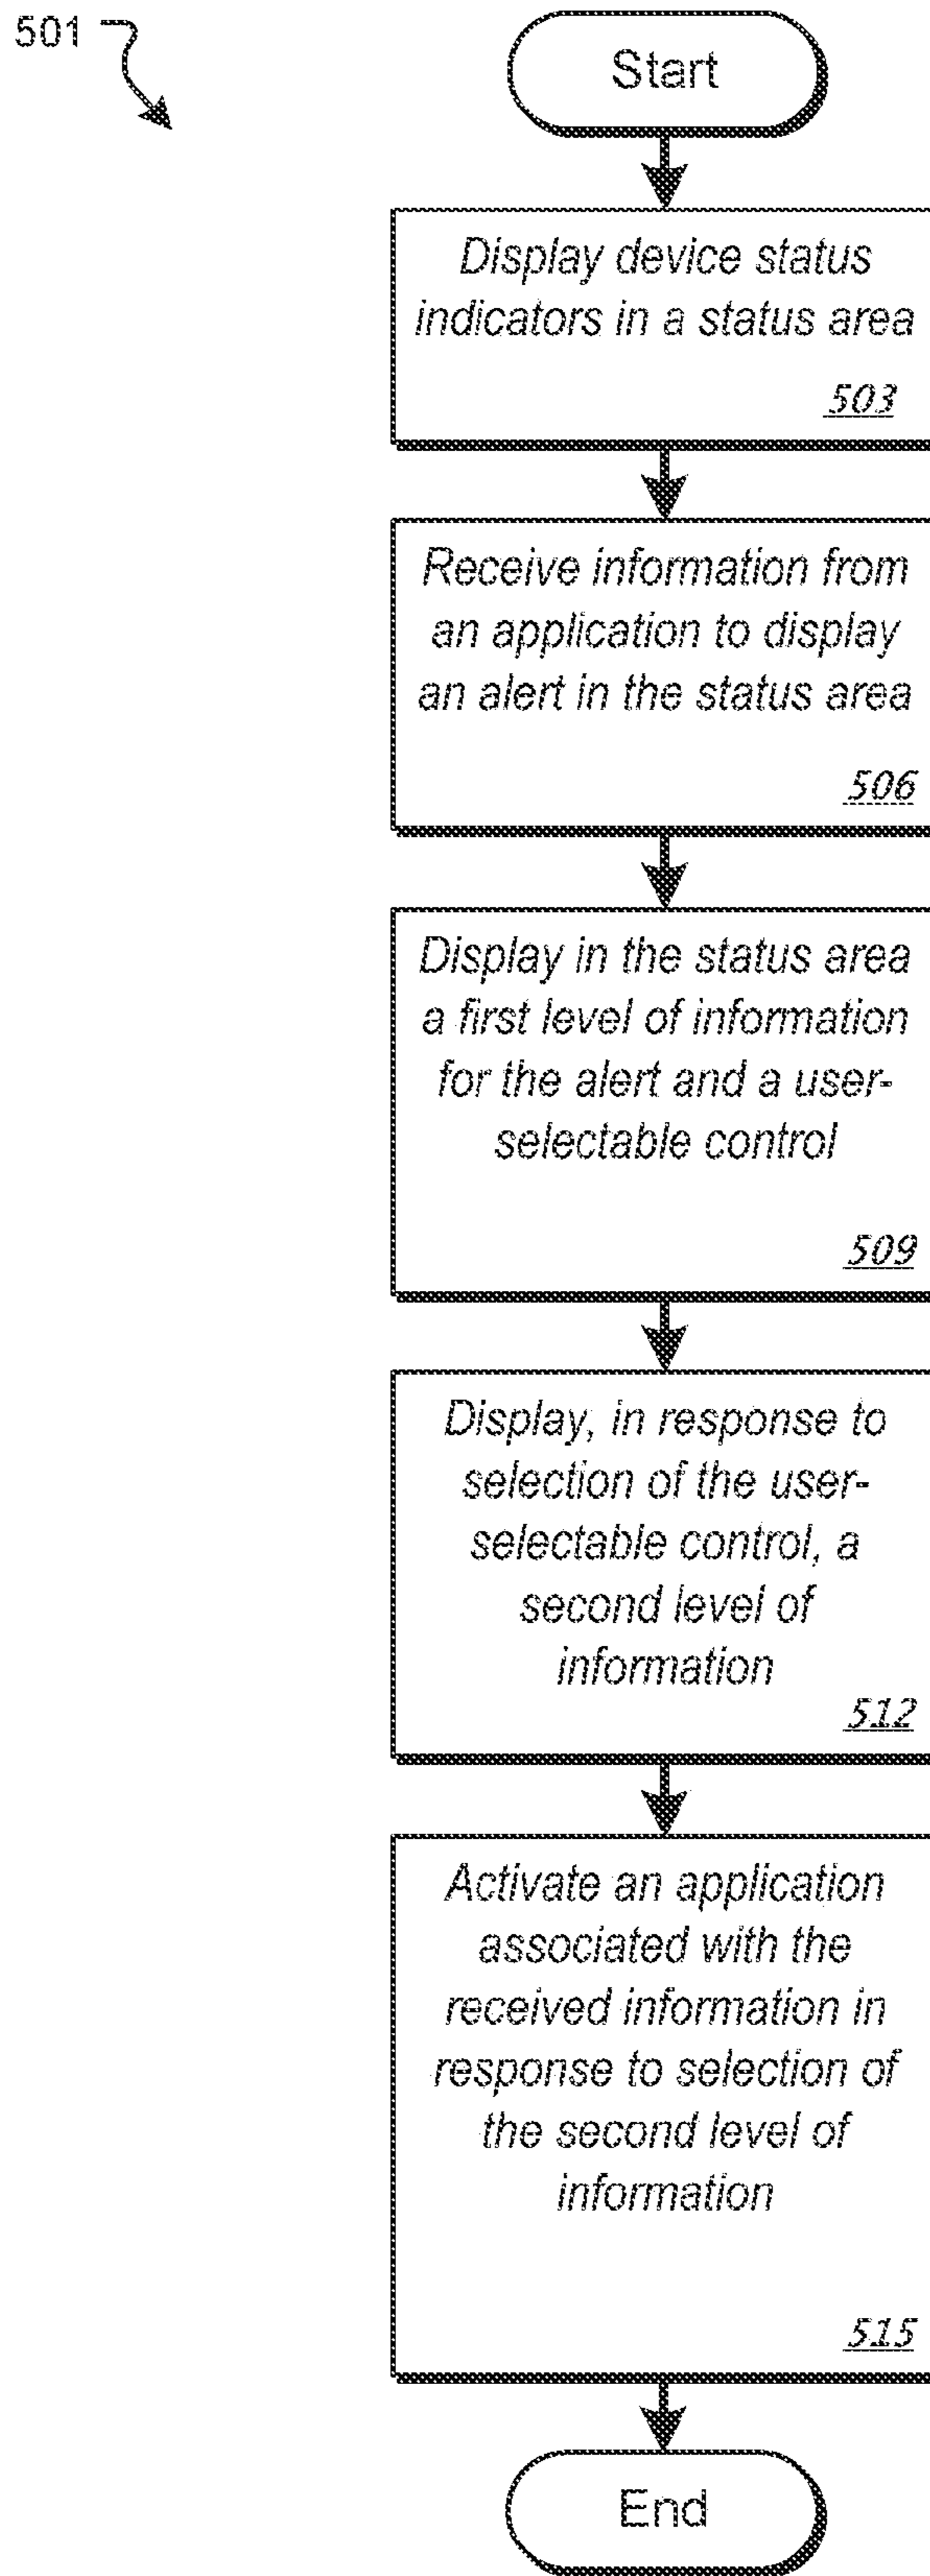 501
Start
Display device status
indicators in a status area
503
Receive information from
an application to display
an alert in the status area
506
Display in the status area
a first level of information
for the alert and a user-
selectable control
509
Display, in response to
selection of the user-
selectable control, a
second level of
information
512
Activate an application
associated with the
received information in
response to selection of
the second level of
information
515
End